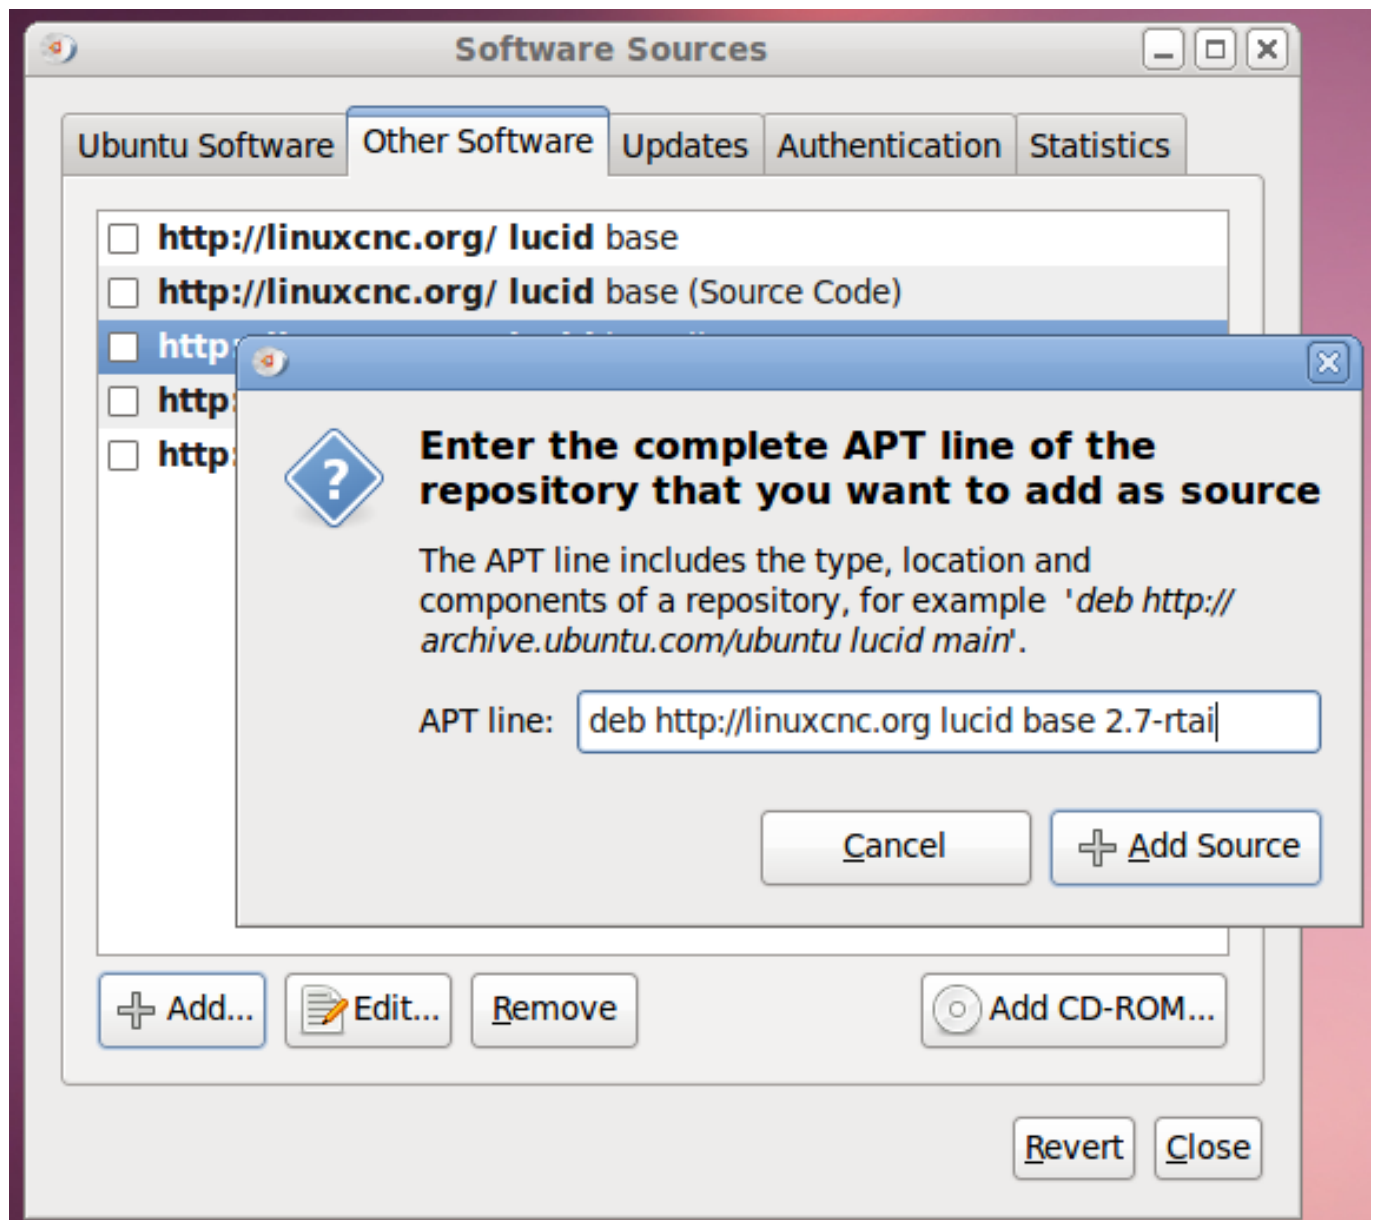 Software Sources
Ubuntu Software Other Software Updates Authentication Statistics
http://linuxcnc.org/ lucid base
http://linuxcnc.org/ lucid base (Source Code)
http:
http:
http:
Enter the complete APT line of the
repository that you want to add as source
The APT line includes the type, location and
components of a repository, for example 'deb http://
archive.ubuntu.com/ubuntu lucid main'.
APT line: deb http://linuxcnc.org lucid base 2.7-rtai
Cancel Add Source
Add... Edit... Remove Add CD-ROM...
Revert Close